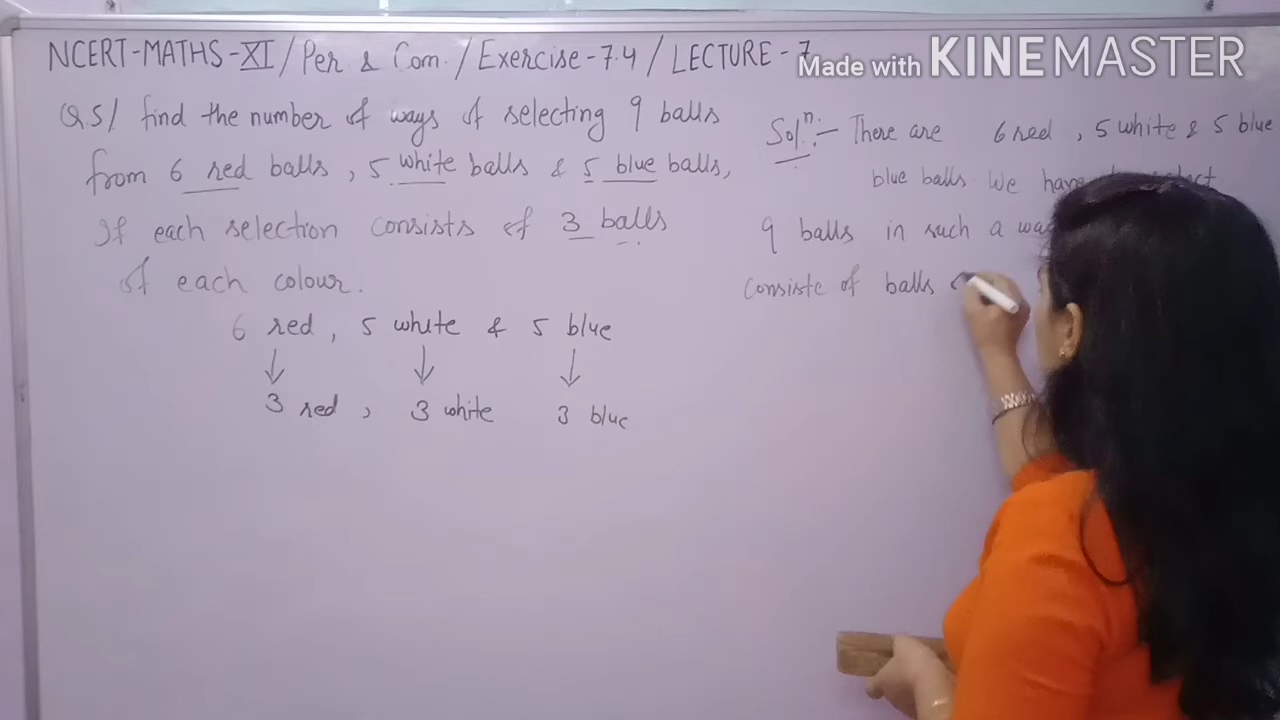 NCERT-MATHS-XI / Per & Com. / Exercise-7.4 / LECTURE-7
Made with KINEMASTER
Q.5/ find the number of ways of selecting 9 balls
from 6 red balls, 5 white balls & 5 blue balls,
If each selection consists of 3 balls
of each colour.
6 red, 5 white & 5 blue
3 red, 3 white 3 blue
Solⁿ:- There are 6 red, 5 white & 5 blue
blue balls We have
9 balls in such a
consiste of balls